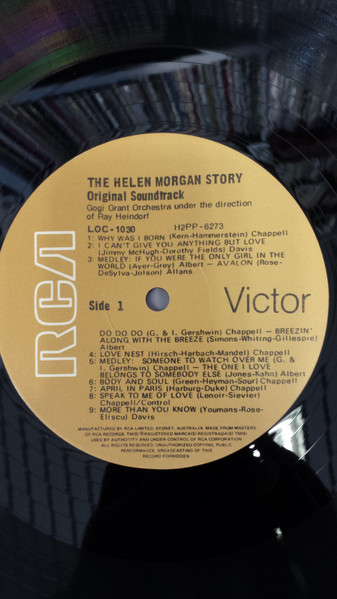 THE HELEN MORGAN STORY
Original Soundtrack
Gogi Grant Orchestra under the direction
of Ray Heindorf
LOC-1030 H2PP-6273
1: WHY WAS I BORN (Kern-Hammerstein) Chappell
2: I CAN'T GIVE YOU ANYTHING BUT LOVE
(Jimmy McHugh-Dorothy Fields) Davis
3: MEDLEY: IF YOU WERE THE ONLY GIRL IN THE
WORLD (Ayer-Grey) Albert — AVALON (Rose-
DeSylva-Jolson) Allans
RCA
Side 1
Victor
DO DO DO (G. & I. Gershwin) Chappell — BREEZIN'
ALONG WITH THE BREEZE (Simons-Whiting-Gillespie)
Albert
4: LOVE NEST (Hirsch-Harbach-Mandel) Chappell
5: MEDLEY: SOMEONE TO WATCH OVER ME (G. &
I. Gershwin) Chappell — THE ONE I LOVE
BELONGS TO SOMEBODY ELSE (Jones-Kahn) Albert
6: BODY AND SOUL (Green-Heyman-Sour) Chappell
7: APRIL IN PARIS (Harburg-Duke) Chappell
8: SPEAK TO ME OF LOVE (Lenoir-Sievier)
Chappell/Control
9: MORE THAN YOU KNOW (Youmans-Rose-
Eliscu) Davis
MANUFACTURED BY RCA LIMITED, SYDNEY, AUSTRALIA. MADE FROM MASTERS
OF RCA RECORDS. TMK(S) ® REGISTERED MARCA(S) REGISTRADA(S) 
USED BY AUTHORITY AND UNDER CONTROL OF RCA CORPORATION
ALL RIGHTS RESERVED. UNAUTHORIZED COPYING, PUBLIC
PERFORMANCE, BROADCASTING OF THIS
RECORD FORBIDDEN